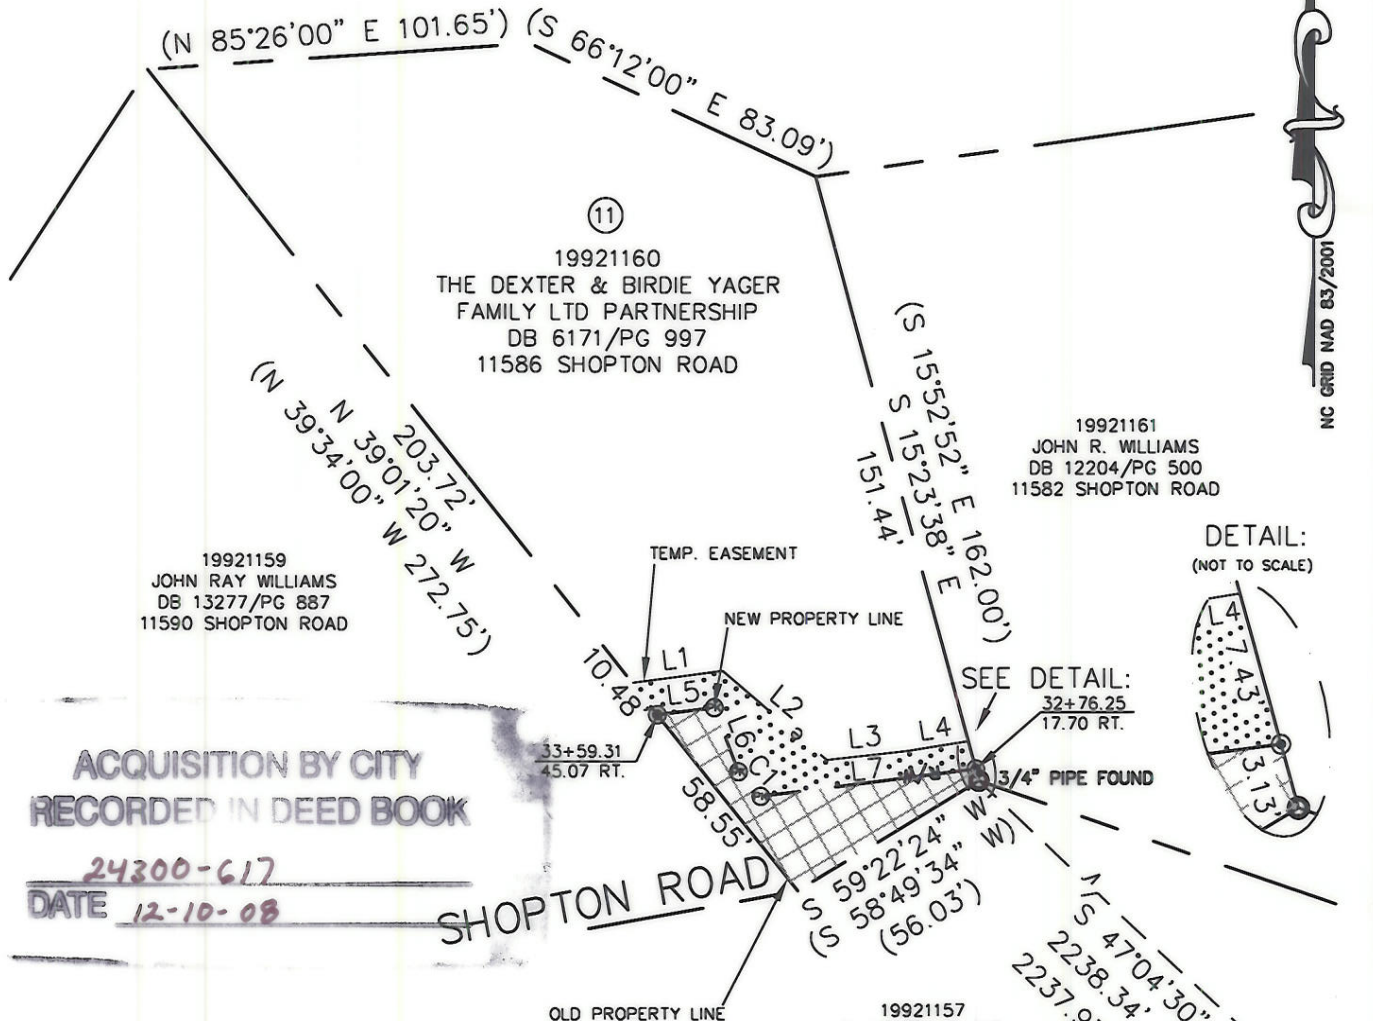 (N 85°26'00" E 101.65')
(S 66°12'00" E 83.09')
11
19921160
THE DEXTER & BIRDIE YAGER
FAMILY LTD PARTNERSHIP
DB 6171/PG 997
11586 SHOPTON ROAD
NC GRID NAD 83/2001
(S 15°52'52" E 162.00')
S 15°23'38" E
151.44'
203.72'
N 39°01'20" W
(N 39°34'00" W 272.75')
19921161
JOHN R. WILLIAMS
DB 12204/PG 500
11582 SHOPTON ROAD
19921159
JOHN RAY WILLIAMS
DB 13277/PG 887
11590 SHOPTON ROAD
DETAIL:
(NOT TO SCALE)
L4
7.43'
3.13'
TEMP. EASEMENT
NEW PROPERTY LINE
10.48'
L1
L5
L2
L6
C1
L3
L4
L7
R/W
SEE DETAIL:
32+76.25
17.70 RT.
33+59.31
45.07 RT.
3/4" PIPE FOUND
58.55'
S 59°22'24" W
(S 58°49'34" W)
(56.03')
SHOPTON ROAD
ACQUISITION BY CITY
RECORDED IN DEED BOOK
24300-617
DATE 12-10-08
OLD PROPERTY LINE
19921157
S 47°04'30"
2238.34'